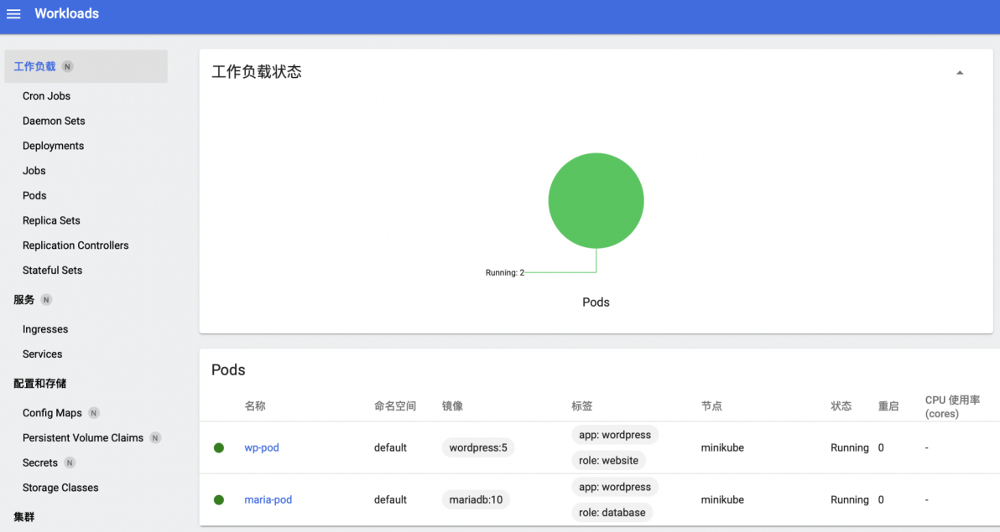 Workloads
工作负载 N
Cron Jobs
Daemon Sets
Deployments
Jobs
Pods
Replica Sets
Replication Controllers
Stateful Sets
服务 N
Ingresses
Services
配置和存储
Config Maps N
Persistent Volume Claims N
Secrets N
Storage Classes
集群
工作负载状态
Running: 2
Pods
Pods
名称 命名空间 镜像 标签 节点 状态 重启 CPU 使用率
(cores)
app: wordpress
wp-pod default wordpress:5 minikube Running 0 -
role: website
app: wordpress
maria-pod default mariadb:10 minikube Running 0 -
role: database